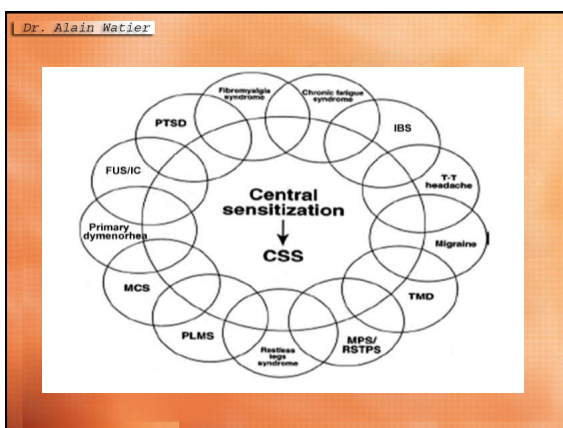 Dr. Alain Watier
Fibromyalgia
syndrome
Chronic fatigue
syndrome
PTSD
IBS
FUS/IC
T-T
headache
Central
sensitization
CSS
Primary
dymenorhea
Migraine
MCS
TMD
PLMS
MPS/
RSTPS
Restless
legs
syndrome